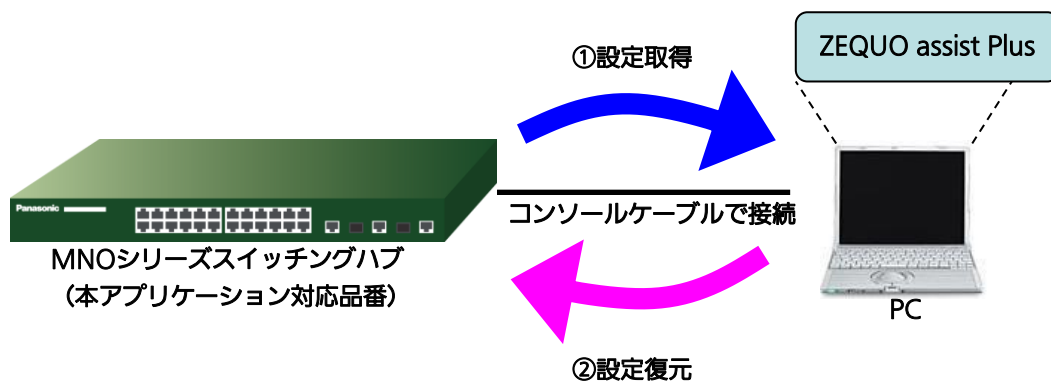 ZEQUO assist Plus
①設定取得
Panasonic
コンソールケーブルで接続
MNOシリーズスイッチングハブ
（本アプリケーション対応品番）
PC
②設定復元